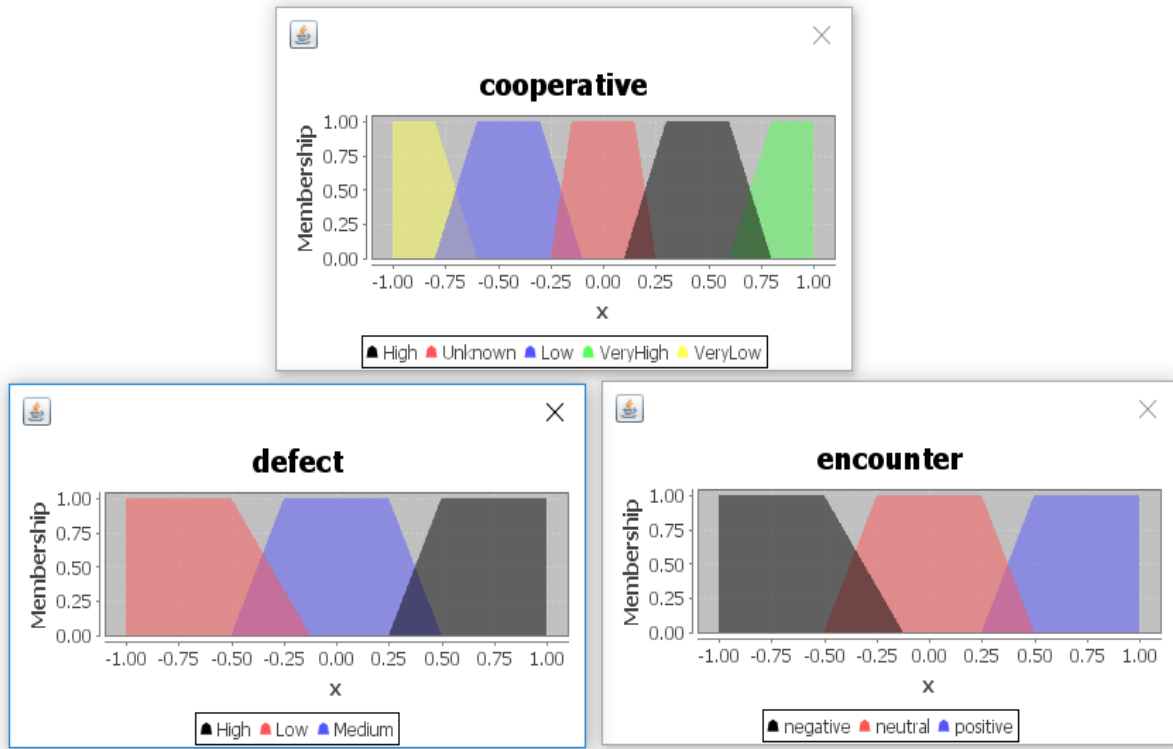 cooperative
Membership
1.00
0.75
0.50
0.25
0.00
-1.00 -0.75 -0.50 -0.25 0.00 0.25 0.50 0.75 1.00
x
High Unknown Low VeryHigh VeryLow
defect
Membership
1.00
0.75
0.50
0.25
0.00
-1.00 -0.75 -0.50 -0.25 0.00 0.25 0.50 0.75 1.00
x
High Low Medium
encounter
Membership
1.00
0.75
0.50
0.25
0.00
-1.00 -0.75 -0.50 -0.25 0.00 0.25 0.50 0.75 1.00
x
negative neutral positive